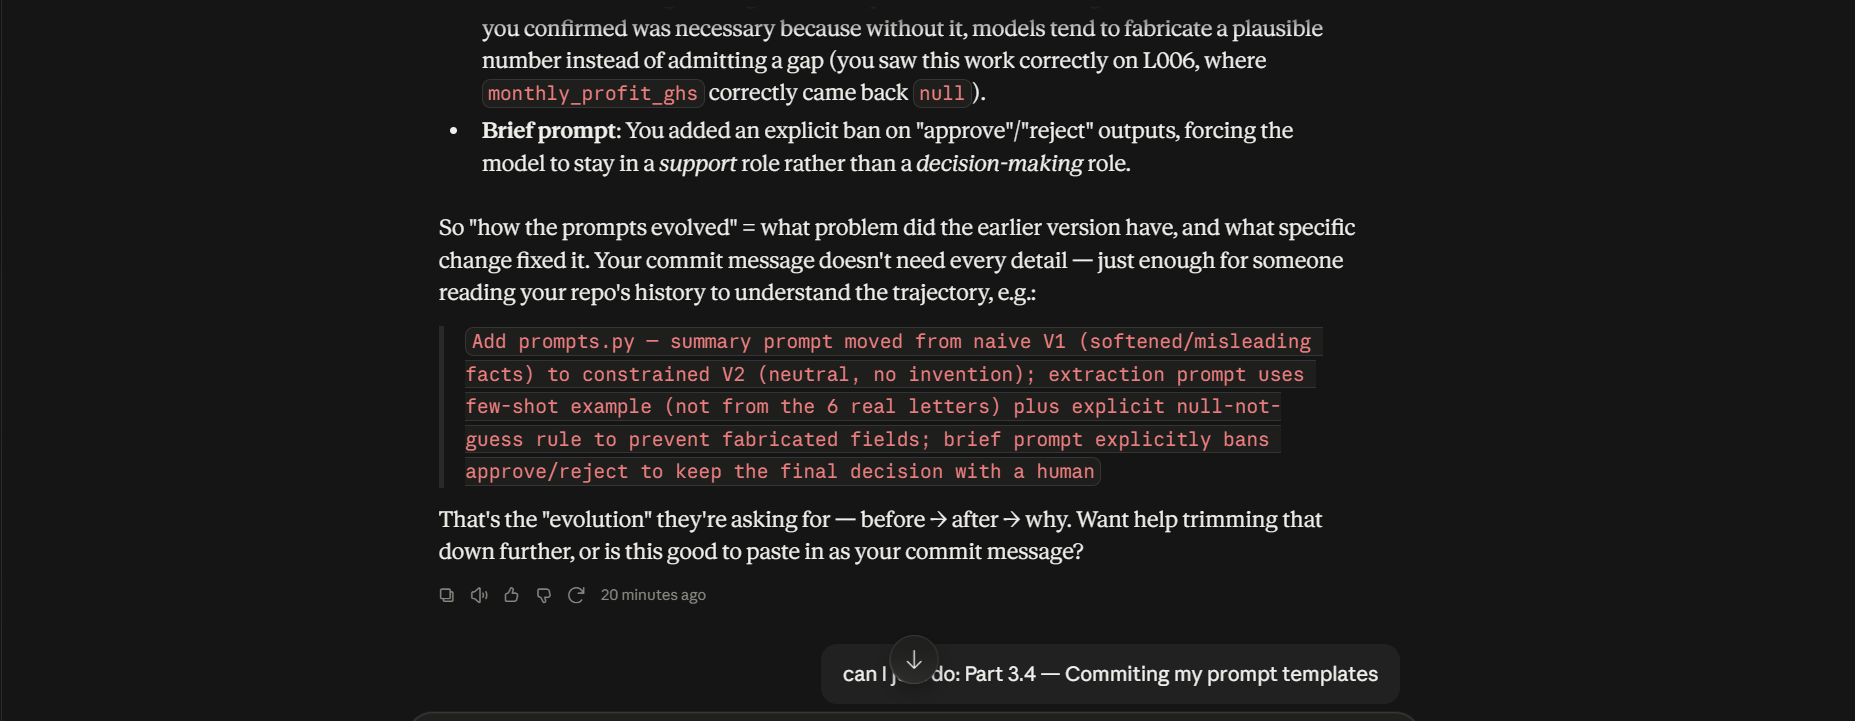 you confirmed was necessary because without it, models tend to fabricate a plausible
number instead of admitting a gap (you saw this work correctly on L006, where
monthly_profit_ghs correctly came back null).
• Brief prompt: You added an explicit ban on "approve"/"reject" outputs, forcing the
model to stay in a support role rather than a decision-making role.
So "how the prompts evolved" = what problem did the earlier version have, and what specific
change fixed it. Your commit message doesn't need every detail — just enough for someone
reading your repo's history to understand the trajectory, e.g.:
Add prompts.py — summary prompt moved from naive V1 (softened/misleading
facts) to constrained V2 (neutral, no invention); extraction prompt uses
few-shot example (not from the 6 real letters) plus explicit null-not-
guess rule to prevent fabricated fields; brief prompt explicitly bans
approve/reject to keep the final decision with a human
That's the "evolution" they're asking for — before → after → why. Want help trimming that
down further, or is this good to paste in as your commit message?
20 minutes ago
can I do: Part 3.4 — Commiting my prompt templates